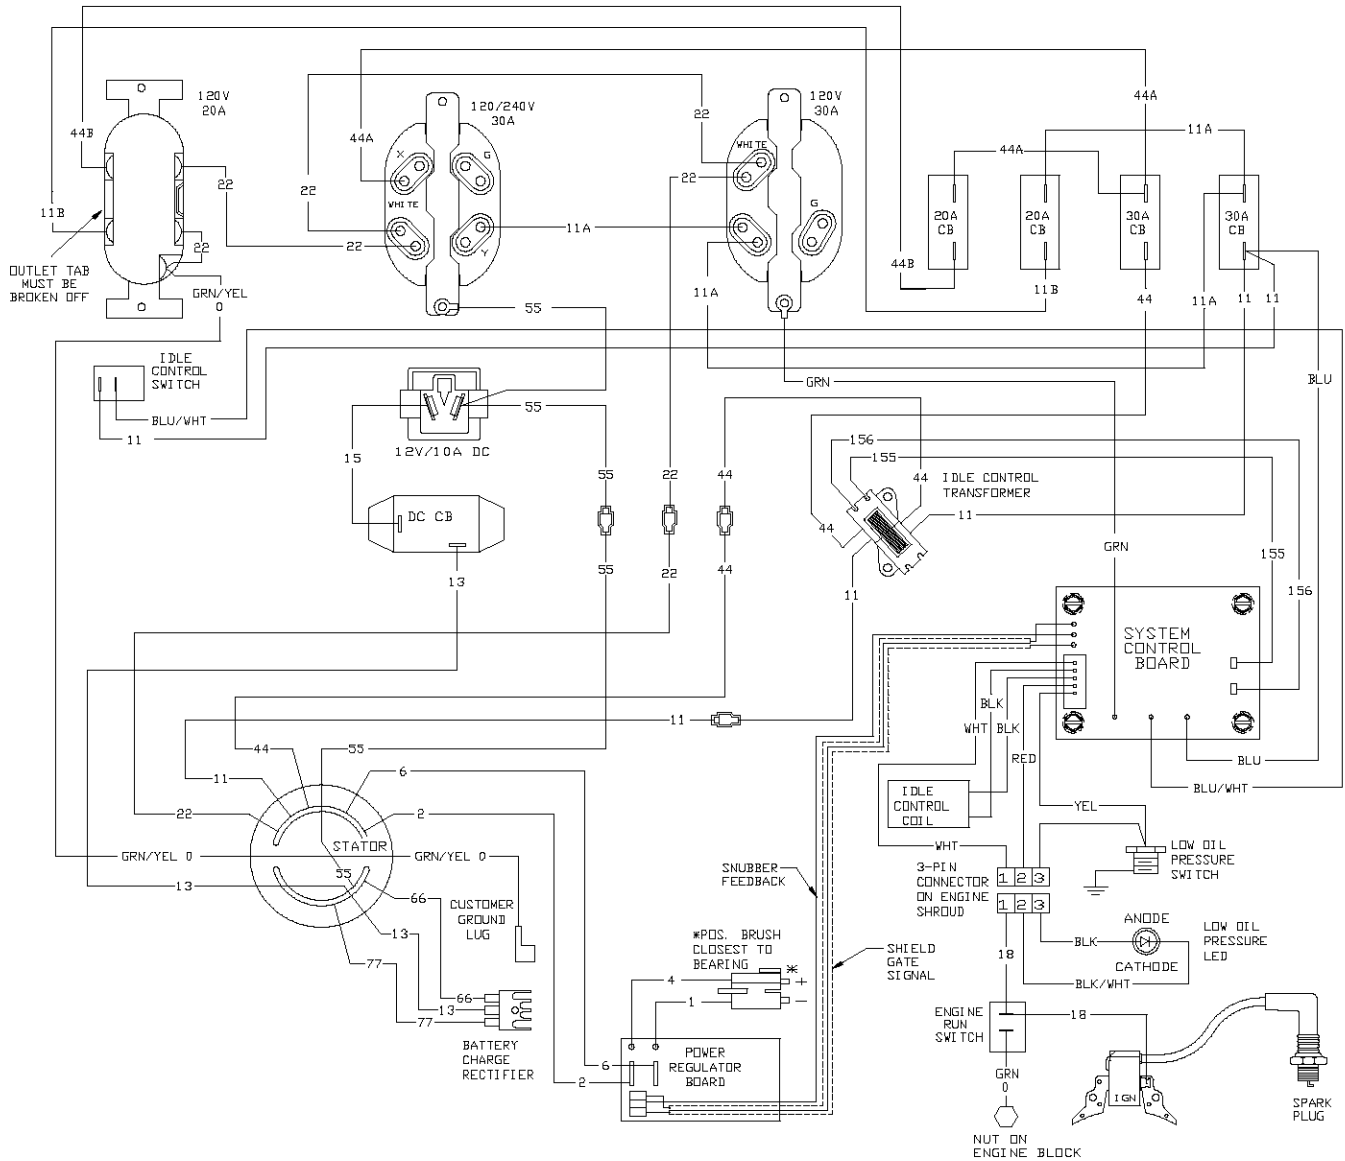 120V
20A
120/240V
30A
120V
30A
44A
44B
44A
22
11A
44A
X
G
WHITE
22
22
22
WHITE
G
20A
CB
20A
CB
30A
CB
30A
CB
11B
WHITE
22
22
11A
Y
OUTLET TAB
MUST BE
BROKEN OFF
GRN/YEL
0
55
11A
44B
11B
44
11A
11
11
IDLE
CONTROL
SWITCH
BLU/WHT
11
GRN
BLU
55
12V/10A DC
15
DC CB
13
55
22
44
55
22
44
156
155
44
IDLE CONTROL
TRANSFORMER
11
44
11
GRN
155
156
SYSTEM
CONTROL
BOARD
11
BLK
WHT
BLK
RED
BLU
BLU/WHT
44
55
6
11
22
2
STATOR
GRN/YEL 0
GRN/YEL 0
55
13
66
13
77
CUSTOMER
GROUND
LUG
66
13
77
BATTERY
CHARGE
RECTIFIER
IDLE
CONTROL
COIL
YEL
WHT
LOW OIL
PRESSURE
SWITCH
3-PIN
CONNECTOR
ON ENGINE
SHROUD
1 2 3
1 2 3
SNUBBER
FEEDBACK
*POS. BRUSH
CLOSEST TO
BEARING
*
4
+
1
-
SHIELD
GATE
SIGNAL
ANODE
BLK
CATHODE
BLK/WHT
LOW OIL
PRESSURE
LED
18
ENGINE
RUN
SWITCH
18
GRN
0
NUT ON
ENGINE BLOCK
6
2
POWER
REGULATOR
BOARD
IGN
SPARK
PLUG